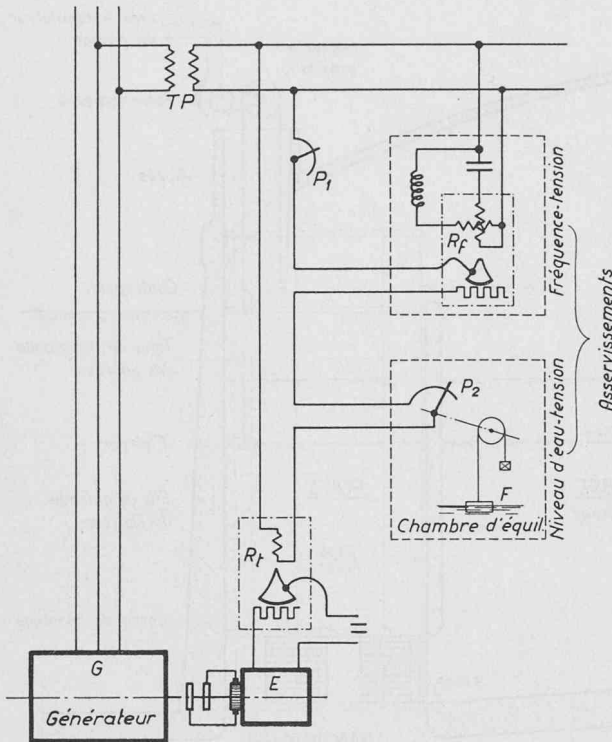 TP
P1
Rf
Fréquence-tension
P2
F
Chambre d'équil.
Niveau d'eau-tension
Asservissements
Rt
G
Générateur
E